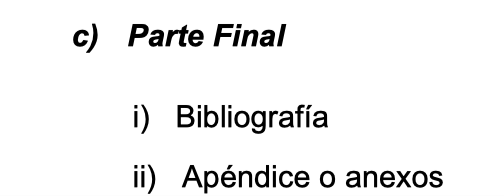 c) Parte Final
i) Bibliografía
ii) Apéndice o anexos